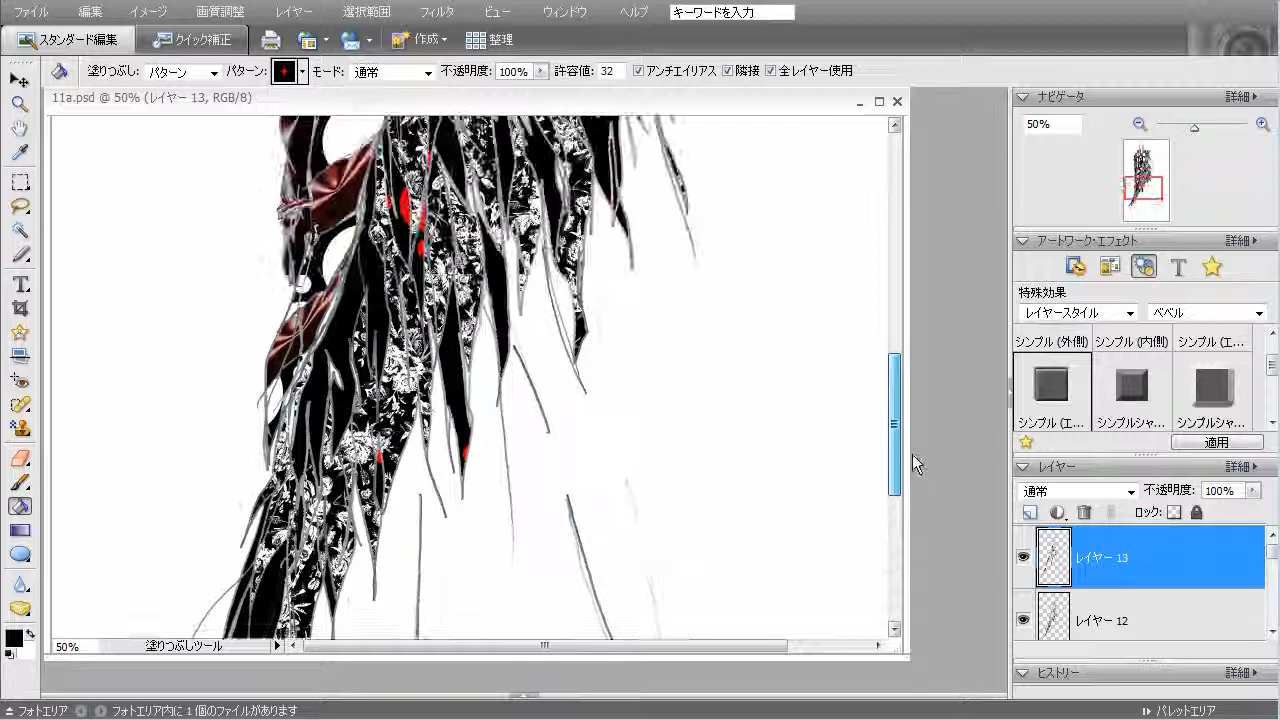 ファイル 編集 イメージ 画質調整 レイヤー 選択範囲 フィルタ ビュー ウィンドウ ヘルプ キーワードを入力
スタンダード編集 クイック補正 作成 整理
塗りつぶし: パターン パターン: モード: 通常 不透明度: 100% 許容値: 32 アンチエイリアス 隣接 全レイヤー使用
11a.psd @ 50% (レイヤー 13, RGB/8)
ナビゲータ 詳細
50%
アートワーク・エフェクト 詳細
特殊効果
レイヤースタイル ベベル
シンプル (外側) シンプル (内側) シンプル (エ...
シンプル (エ... シンプルシャ... シンプルシャ...
適用
レイヤー 詳細
通常 不透明度: 100%
ロック:
レイヤー 13
レイヤー 12
50% 塗りつぶしツール
ヒストリー 詳細
フォトエリア フォトエリア内に 1 個のファイルがあります パレットエリア